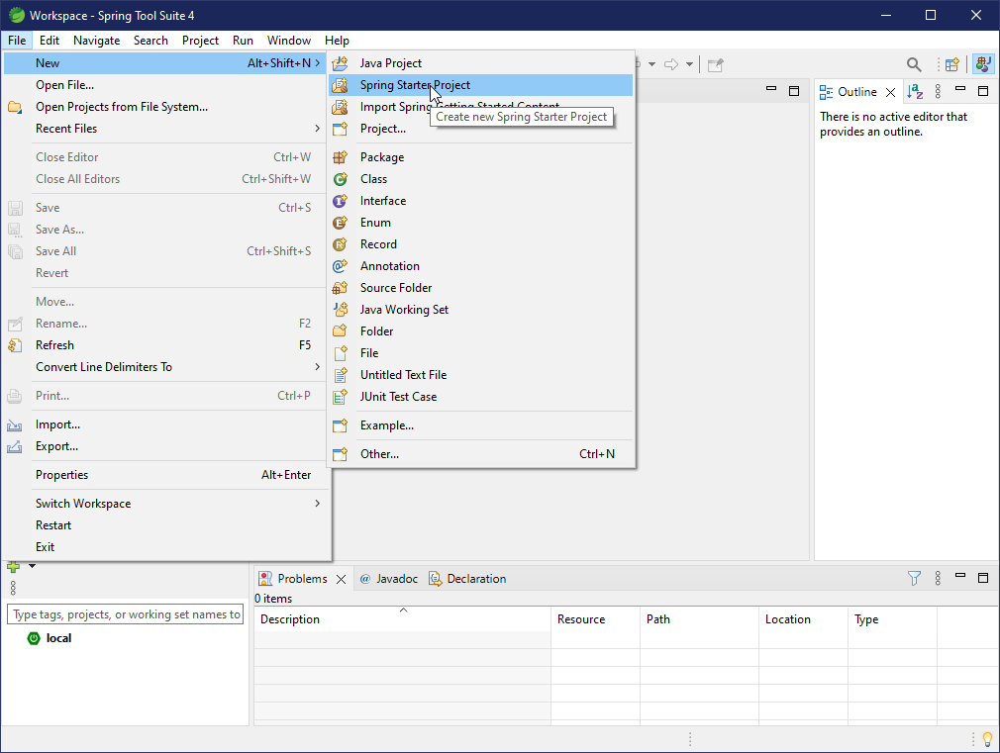 Workspace - Spring Tool Suite 4
File Edit Navigate Search Project Run Window Help
New Alt+Shift+N
Open File...
Open Projects from File System...
Recent Files
Close Editor Ctrl+W
Close All Editors Ctrl+Shift+W
Save Ctrl+S
Save As...
Save All Ctrl+Shift+S
Revert
Move...
Rename... F2
Refresh F5
Convert Line Delimiters To
Print... Ctrl+P
Import...
Export...
Properties Alt+Enter
Switch Workspace
Restart
Exit
Java Project
Spring Starter Project
Import Spring Getting Started Content
Create new Spring Starter Project
Project...
Package
Class
Interface
Enum
Record
Annotation
Source Folder
Java Working Set
Folder
File
Untitled Text File
JUnit Test Case
Example...
Other... Ctrl+N
Outline
There is no active editor that
provides an outline.
Type tags, projects, or working set names to
local
Problems @ Javadoc Declaration
0 items
Description Resource Path Location Type